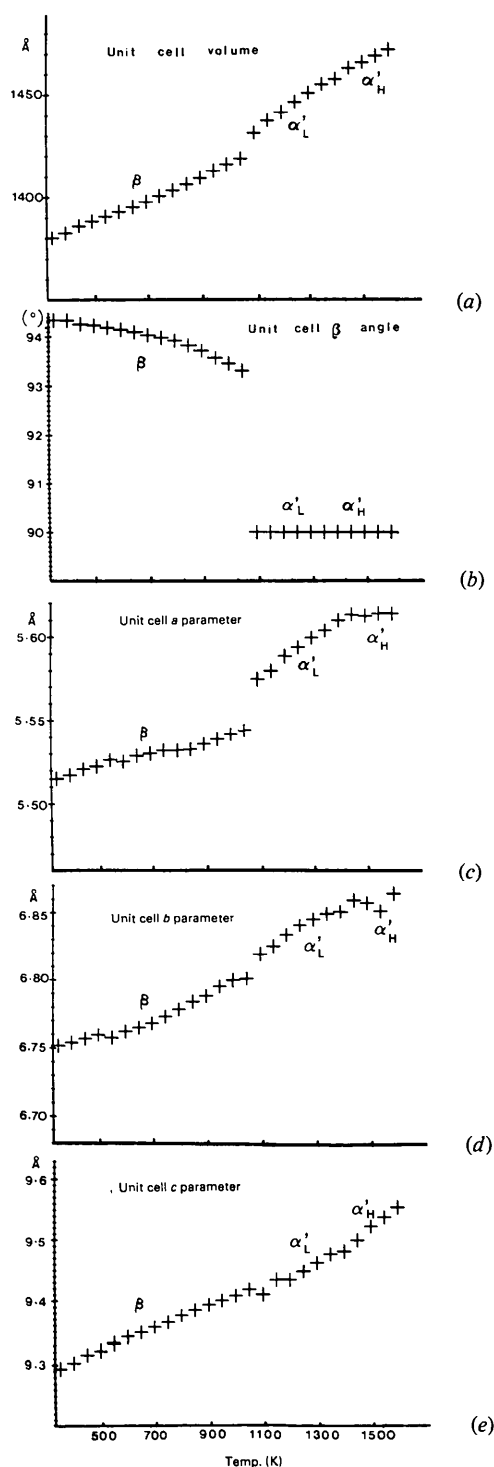 Å
Unit cell volume
1450
1400
β
α'L
α'H
(a)
(°)
Unit cell β angle
94
93
92
91
90
β
α'L
α'H
(b)
Å
Unit cell a parameter
5·60
5·55
5·50
β
α'L
α'H
(c)
Å
Unit cell b parameter
6.85
6.80
6.75
6.70
β
α'L
α'H
(d)
Å
Unit cell c parameter
9·6
9·5
9·4
9·3
β
α'L
α'H
(e)
500 700 900 1100 1300 1500
Temp. (K)